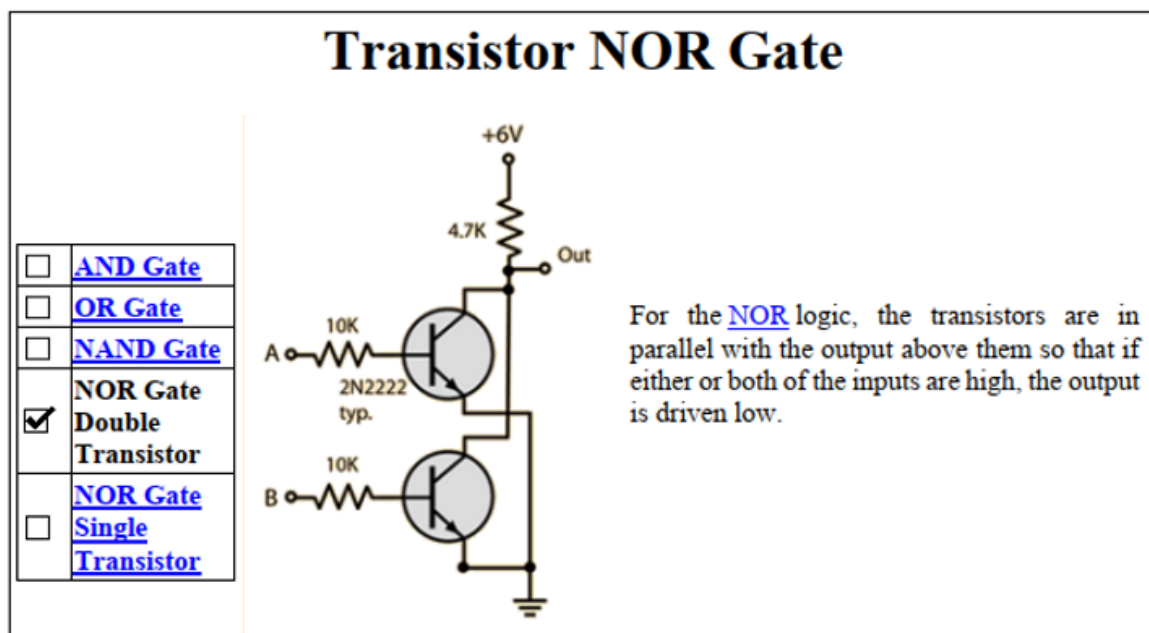 Transistor NOR Gate
AND Gate
OR Gate
NAND Gate
NOR Gate
Double
Transistor
NOR Gate
Single
Transistor
+6V
4.7K
Out
10K
A
2N2222
typ.
10K
B
For the NOR logic, the transistors are in
parallel with the output above them so that if
either or both of the inputs are high, the output
is driven low.